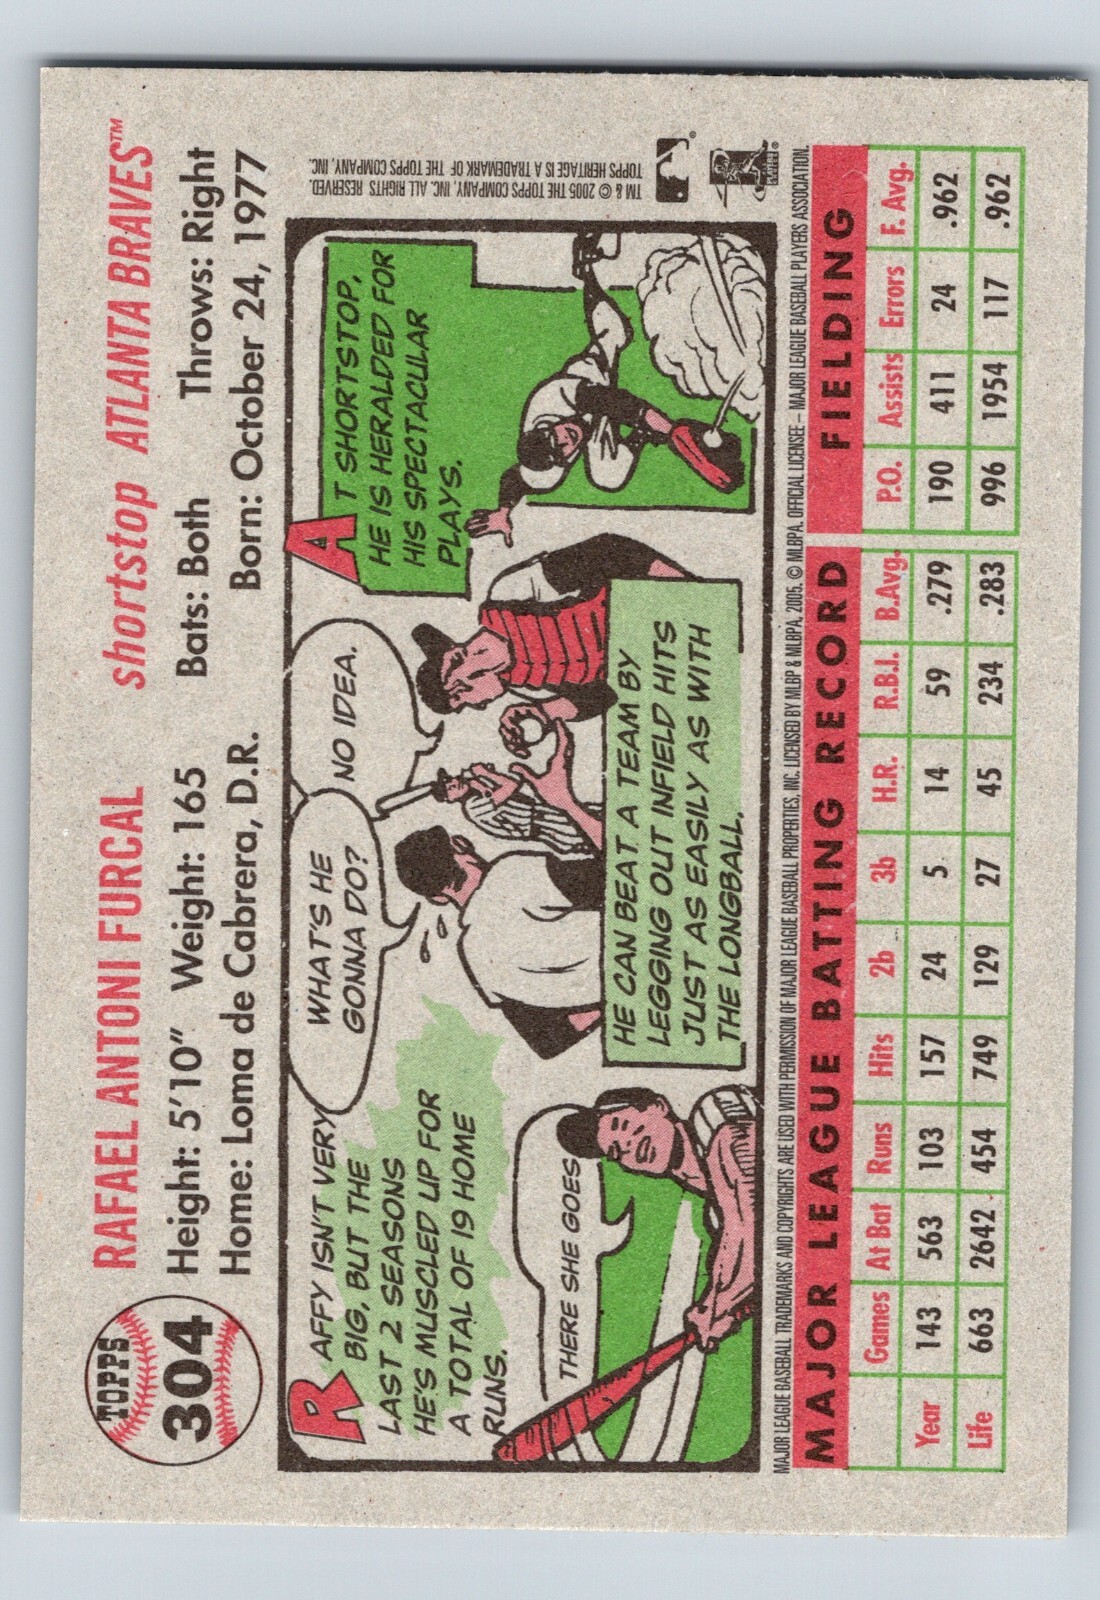 TOPPS
304
RAFAEL ANTONI FURCAL shortstop ATLANTA BRAVES™
Height: 5'10" Weight: 165 Bats: Both Throws: Right
Home: Loma de Cabrera, D.R. Born: October 24, 1977
RAFFY ISN'T VERY
BIG, BUT THE
LAST 2 SEASONS
HE'S MUSCLED UP FOR
A TOTAL OF 19 HOME
RUNS.
THERE SHE GOES
WHAT'S HE
GONNA DO?
NO IDEA.
HE CAN BEAT A TEAM BY
LEGGING OUT INFIELD HITS
JUST AS EASILY AS WITH
THE LONGBALL.
AT SHORTSTOP,
HE IS HERALDED FOR
HIS SPECTACULAR
PLAYS.
TM & © 2005 THE TOPPS COMPANY, INC. ALL RIGHTS RESERVED.
TOPPS HERITAGE IS A TRADEMARK OF THE TOPPS COMPANY, INC.
MAJOR LEAGUE BASEBALL TRADEMARKS AND COPYRIGHTS ARE USED WITH PERMISSION OF MAJOR LEAGUE BASEBALL PROPERTIES, INC. LICENSED BY MLBP & MLBPA, 2005. © MLBPA. OFFICIAL LICENSEE – MAJOR LEAGUE BASEBALL PLAYERS ASSOCIATION.
MAJOR LEAGUE BATTING RECORD FIELDING
Games At Bat Runs Hits 2b 3b H.R. R.B.I. B.Avg. P.O. Assists Errors F. Avg.
Year 143 563 103 157 24 5 14 59 .279 190 411 24 .962
Life 663 2642 454 749 129 27 45 234 .283 996 1954 117 .962